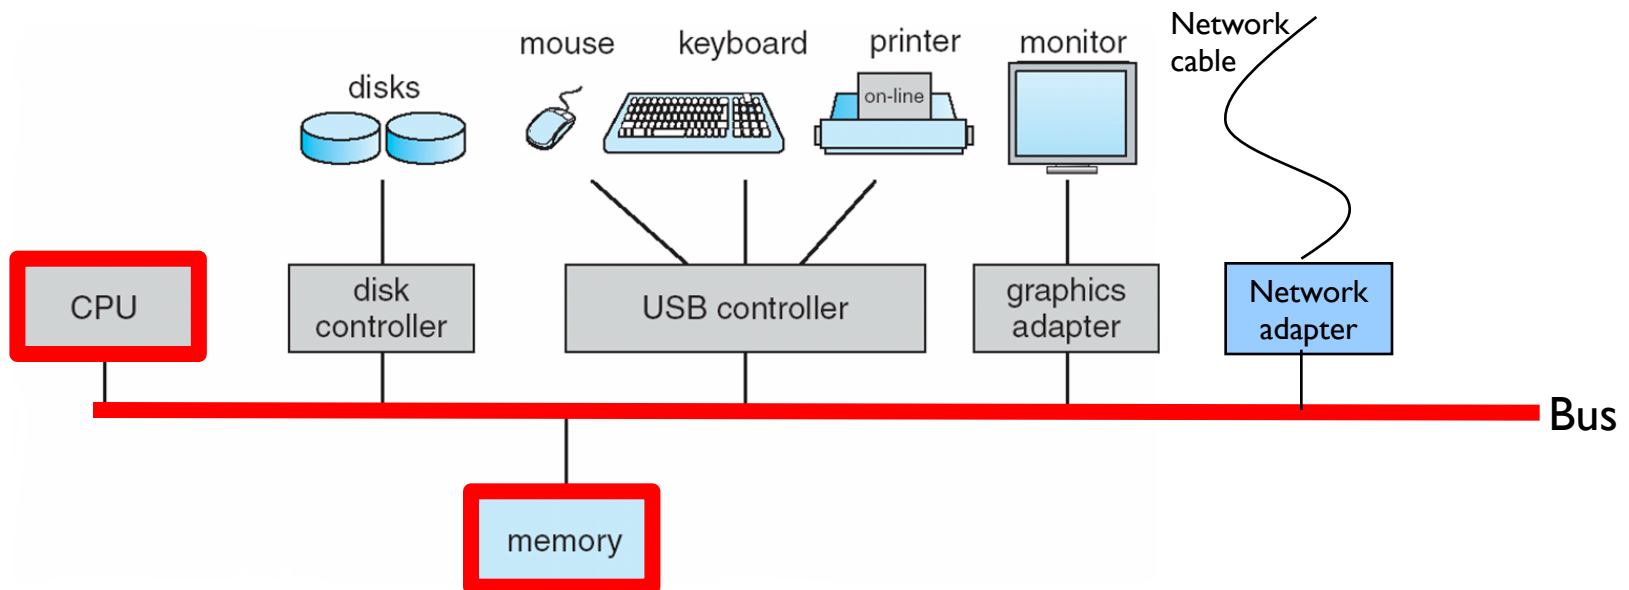 Network
cable
mouse
keyboard
printer
monitor
disks
on-line
CPU
disk
controller
USB controller
graphics
adapter
Network
adapter
Bus
memory